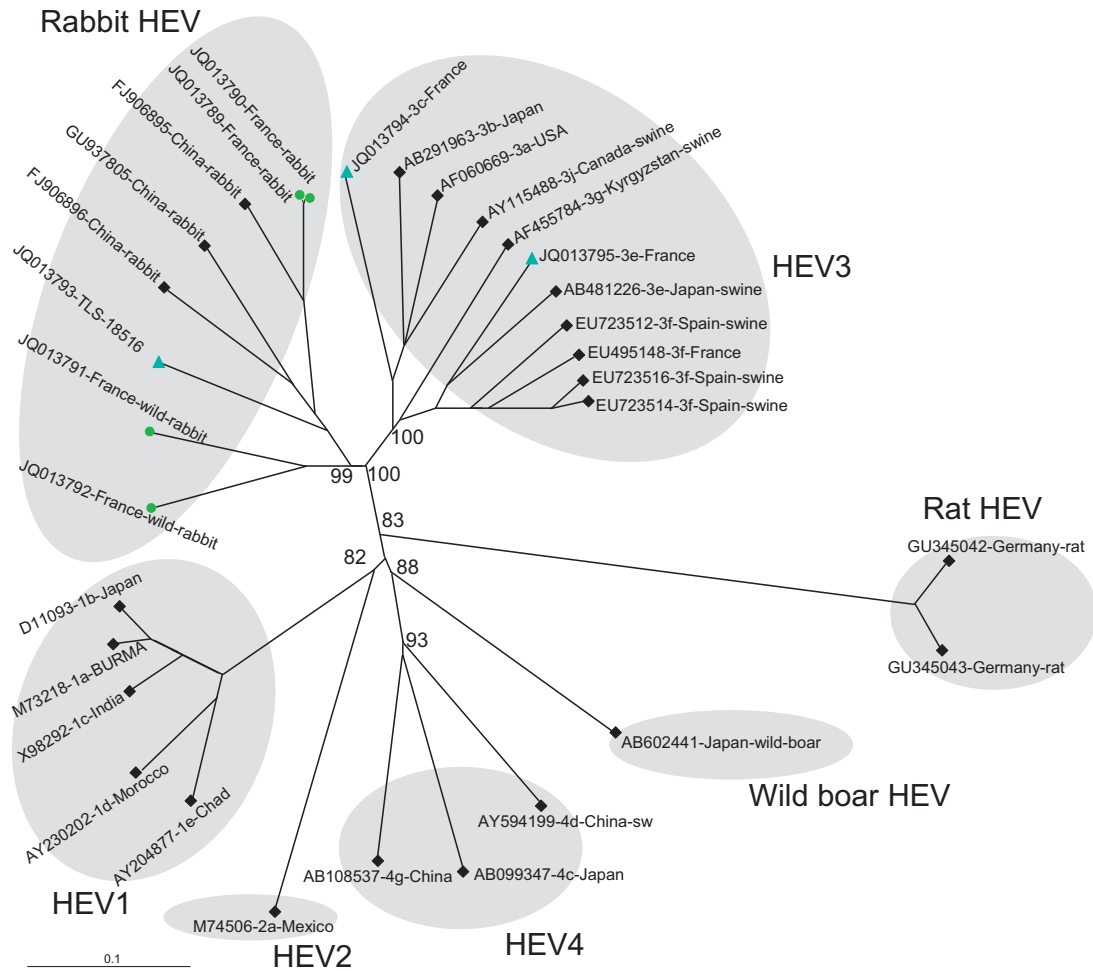 Rabbit HEV
JQ013790-France-rabbit
JQ013789-France-rabbit
FJ906895-China-rabbit
GU937805-China-rabbit
FJ906896-China-rabbit
JQ013793-TLS-18516
JQ013791-France-wild-rabbit
JQ013792-France-wild-rabbit
JQ013794-3c-France
AB291963-3b-Japan
AF060669-3a-USA
AY115488-3j-Canada-swine
AF455784-3g-Kyrgyzstan-swine
JQ013795-3e-France
HEV3
AB481226-3e-Japan-swine
EU723512-3f-Spain-swine
EU495148-3f-France
EU723516-3f-Spain-swine
EU723514-3f-Spain-swine
100
99
100
83
82
88
93
Rat HEV
GU345042-Germany-rat
GU345043-Germany-rat
D11093-1b-Japan
M73218-1a-BURMA
X98292-1c-India
AY230202-1d-Morocco
AY204877-1e-Chad
HEV1
AB602441-Japan-wild-boar
Wild boar HEV
AY594199-4d-China-sw
AB108537-4g-China
AB099347-4c-Japan
HEV4
M74506-2a-Mexico
HEV2
0.1